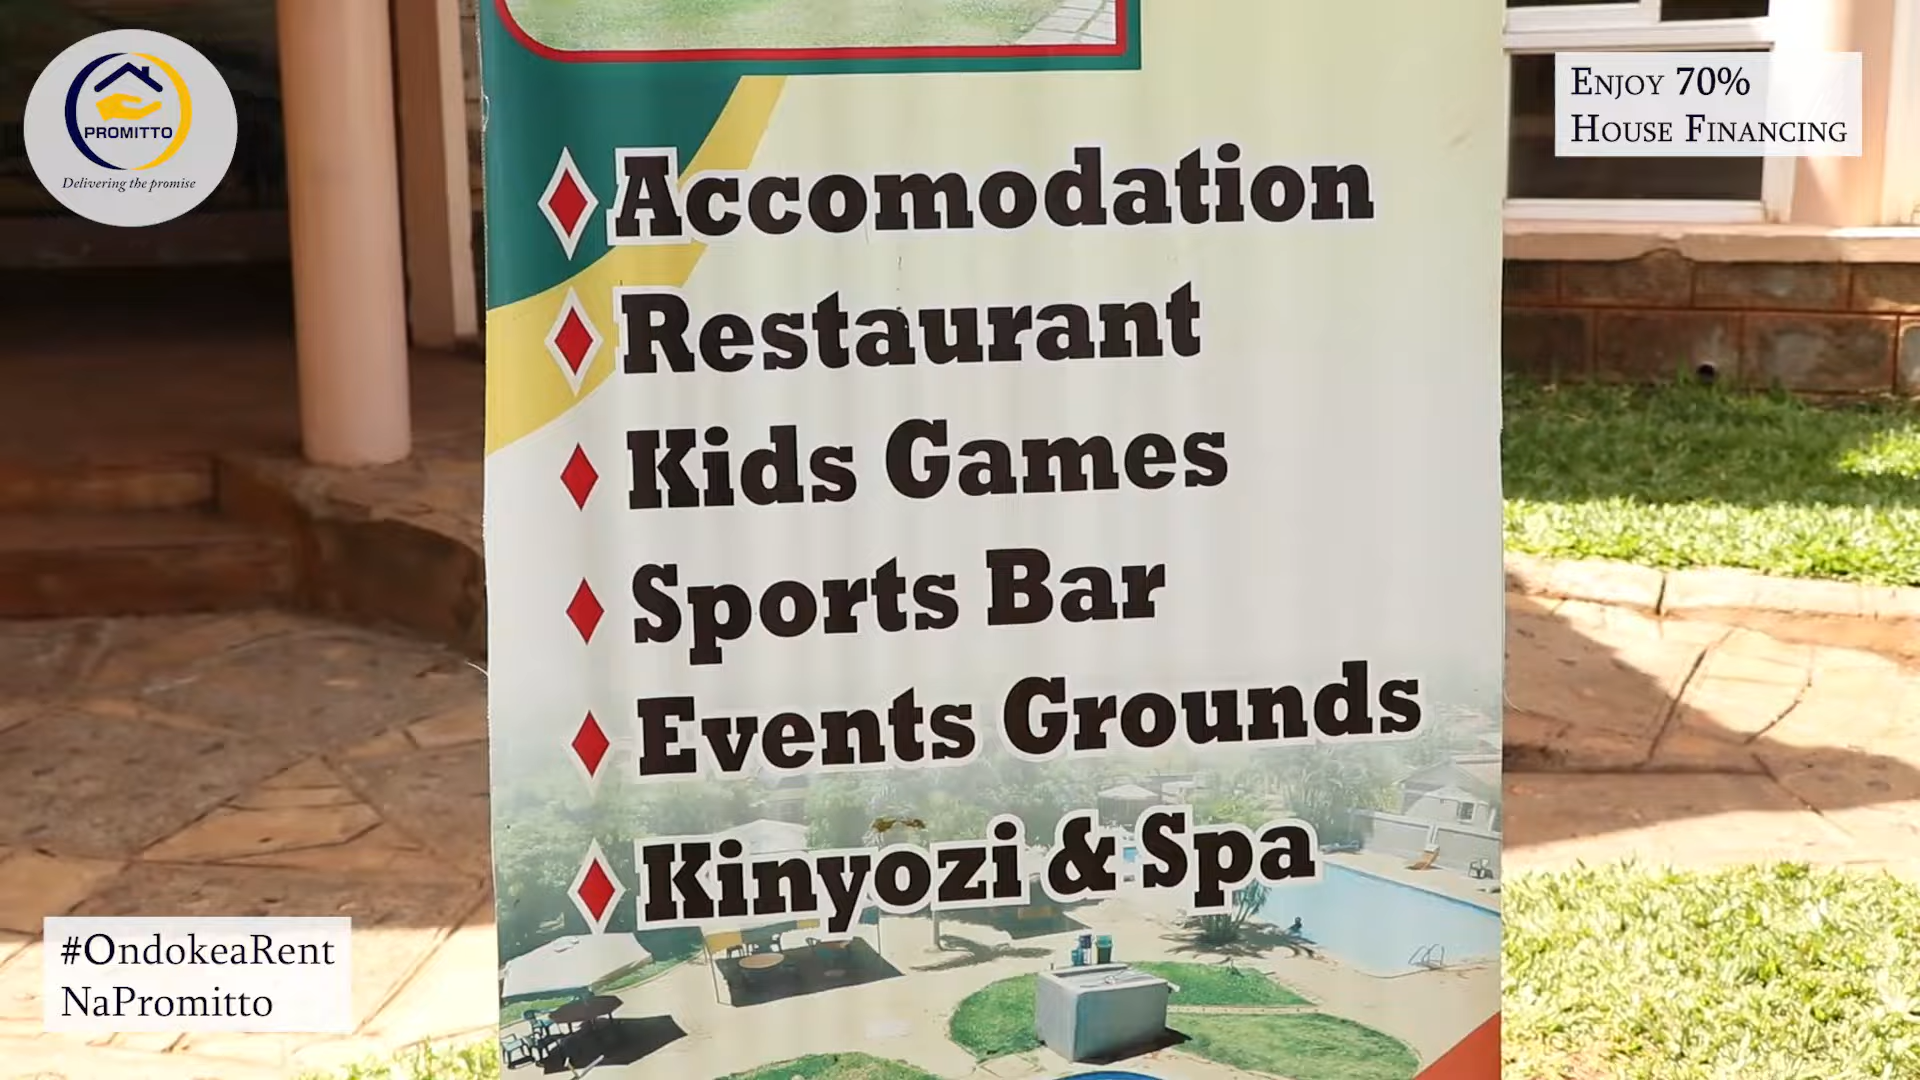 PROMITTO
Delivering the promise
Enjoy 70%
House Financing
Accomodation
Restaurant
Kids Games
Sports Bar
Events Grounds
Kinyozi & Spa
#OndokeaRent
NaPromitto